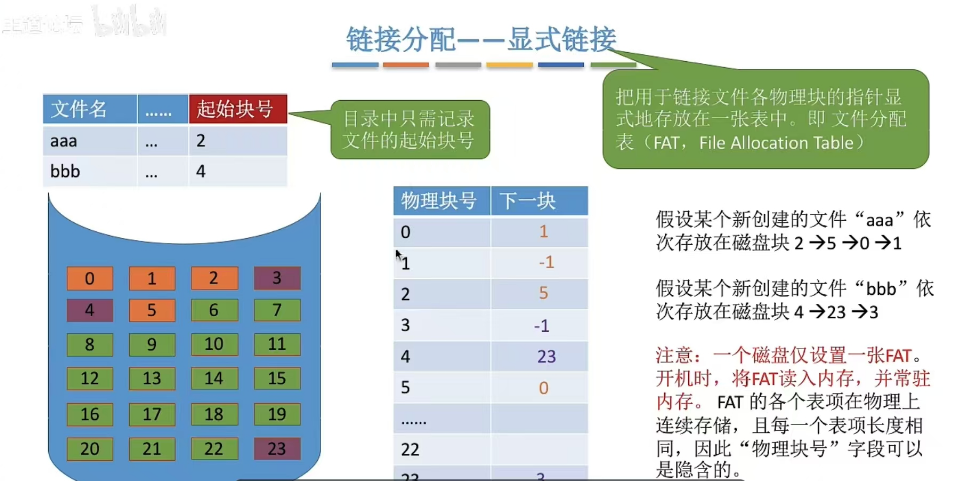 链接分配——显式链接
把用于链接文件各物理块的指针显
式地存放在一张表中。即 文件分配
表（FAT，File Allocation Table）
文件名 …… 起始块号
aaa ... 2
bbb ... 4
目录中只需记录
文件的起始块号
物理块号 下一块
0 1
1 -1
2 5
3 -1
4 23
5 0
……
22
23 3
0 1 2 3
4 5 6 7
8 9 10 11
12 13 14 15
16 17 18 19
20 21 22 23
假设某个新创建的文件“aaa”依
次存放在磁盘块 2→5→0→1
假设某个新创建的文件“bbb”依
次存放在磁盘块 4→23→3
注意：一个磁盘仅设置一张FAT。
开机时，将FAT读入内存，并常驻
内存。 FAT 的各个表项在物理上
连续存储，且每一个表项长度相
同，因此“物理块号”字段可以
是隐含的。